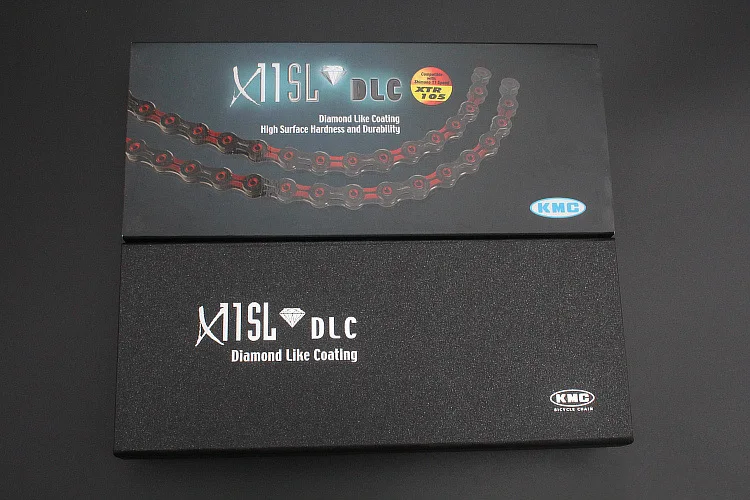 X11SL DLC
Compatible
with
Shimano 11 Speed
XTR
105
Diamond Like Coating
High Surface Hardness and Durability
KMC
X11SL DLC
Diamond Like Coating
KMC
BICYCLE CHAIN